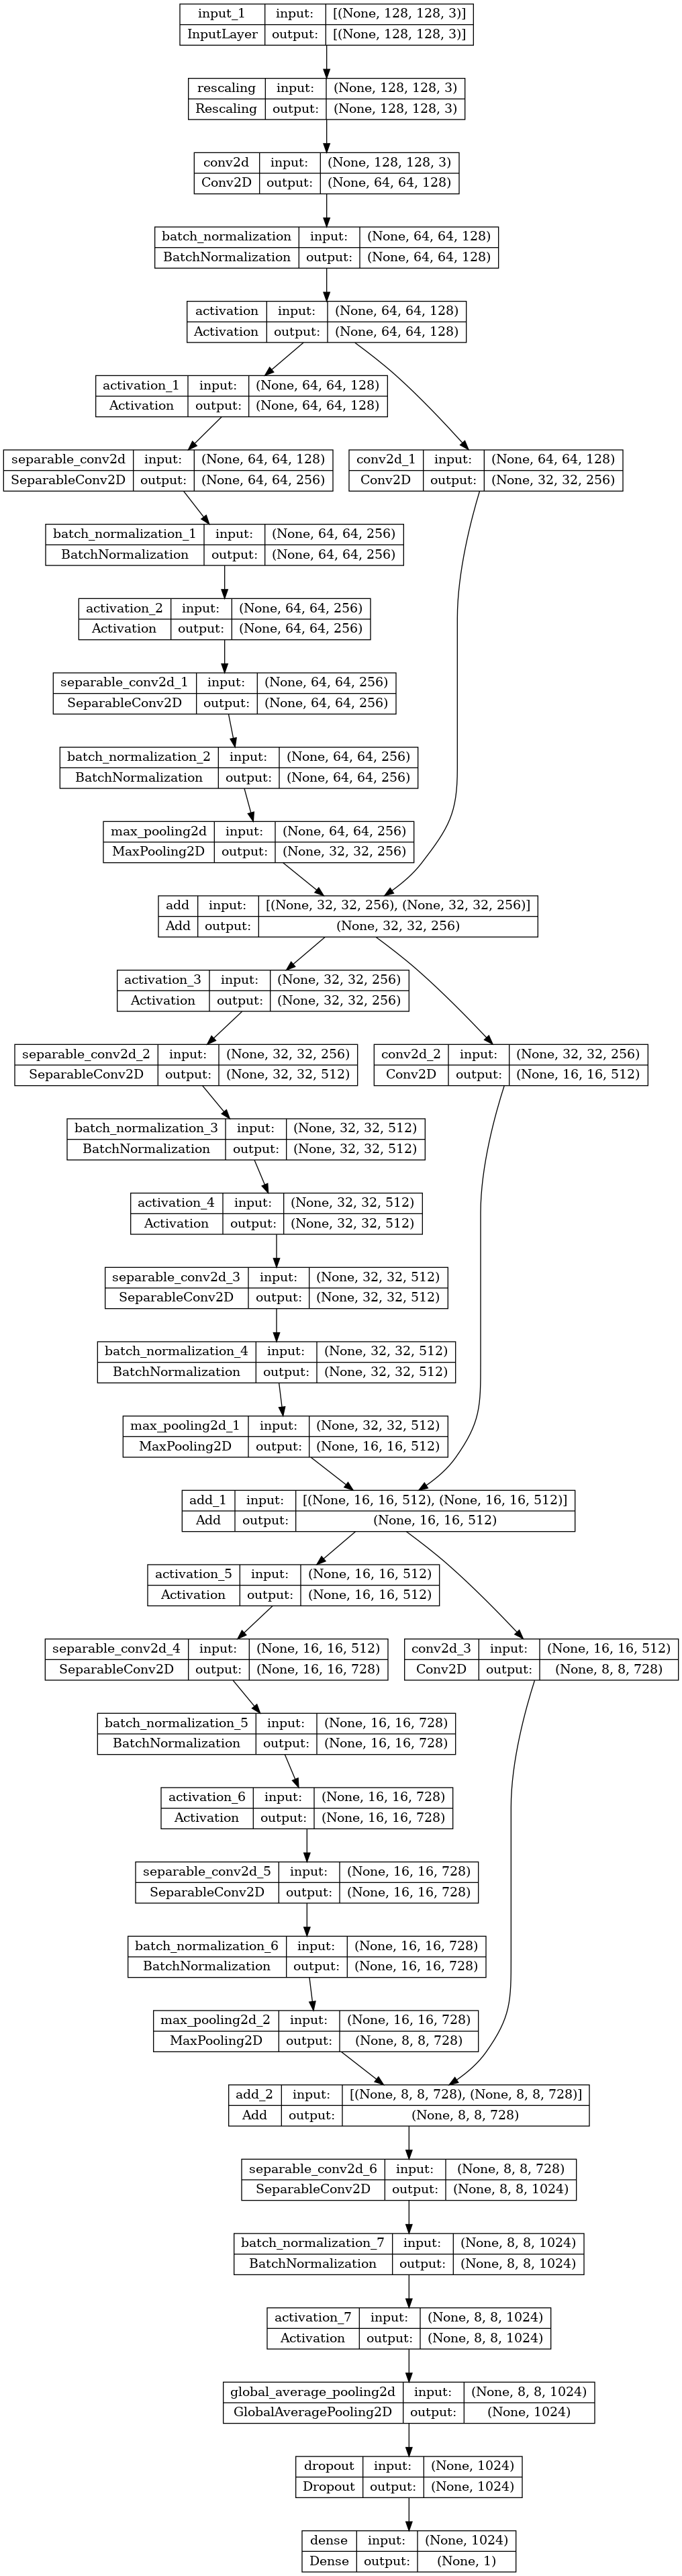 input_1 input: [(None, 128, 128, 3)]
InputLayer output: [(None, 128, 128, 3)]
rescaling input: (None, 128, 128, 3)
Rescaling output: (None, 128, 128, 3)
conv2d input: (None, 128, 128, 3)
Conv2D output: (None, 64, 64, 128)
batch_normalization input: (None, 64, 64, 128)
BatchNormalization output: (None, 64, 64, 128)
activation input: (None, 64, 64, 128)
Activation output: (None, 64, 64, 128)
activation_1 input: (None, 64, 64, 128)
Activation output: (None, 64, 64, 128)
separable_conv2d input: (None, 64, 64, 128)
SeparableConv2D output: (None, 64, 64, 256)
conv2d_1 input: (None, 64, 64, 128)
Conv2D output: (None, 32, 32, 256)
batch_normalization_1 input: (None, 64, 64, 256)
BatchNormalization output: (None, 64, 64, 256)
activation_2 input: (None, 64, 64, 256)
Activation output: (None, 64, 64, 256)
separable_conv2d_1 input: (None, 64, 64, 256)
SeparableConv2D output: (None, 64, 64, 256)
batch_normalization_2 input: (None, 64, 64, 256)
BatchNormalization output: (None, 64, 64, 256)
max_pooling2d input: (None, 64, 64, 256)
MaxPooling2D output: (None, 32, 32, 256)
add input: [(None, 32, 32, 256), (None, 32, 32, 256)]
Add output: (None, 32, 32, 256)
activation_3 input: (None, 32, 32, 256)
Activation output: (None, 32, 32, 256)
separable_conv2d_2 input: (None, 32, 32, 256)
SeparableConv2D output: (None, 32, 32, 512)
conv2d_2 input: (None, 32, 32, 256)
Conv2D output: (None, 16, 16, 512)
batch_normalization_3 input: (None, 32, 32, 512)
BatchNormalization output: (None, 32, 32, 512)
activation_4 input: (None, 32, 32, 512)
Activation output: (None, 32, 32, 512)
separable_conv2d_3 input: (None, 32, 32, 512)
SeparableConv2D output: (None, 32, 32, 512)
batch_normalization_4 input: (None, 32, 32, 512)
BatchNormalization output: (None, 32, 32, 512)
max_pooling2d_1 input: (None, 32, 32, 512)
MaxPooling2D output: (None, 16, 16, 512)
add_1 input: [(None, 16, 16, 512), (None, 16, 16, 512)]
Add output: (None, 16, 16, 512)
activation_5 input: (None, 16, 16, 512)
Activation output: (None, 16, 16, 512)
separable_conv2d_4 input: (None, 16, 16, 512)
SeparableConv2D output: (None, 16, 16, 728)
conv2d_3 input: (None, 16, 16, 512)
Conv2D output: (None, 8, 8, 728)
batch_normalization_5 input: (None, 16, 16, 728)
BatchNormalization output: (None, 16, 16, 728)
activation_6 input: (None, 16, 16, 728)
Activation output: (None, 16, 16, 728)
separable_conv2d_5 input: (None, 16, 16, 728)
SeparableConv2D output: (None, 16, 16, 728)
batch_normalization_6 input: (None, 16, 16, 728)
BatchNormalization output: (None, 16, 16, 728)
max_pooling2d_2 input: (None, 16, 16, 728)
MaxPooling2D output: (None, 8, 8, 728)
add_2 input: [(None, 8, 8, 728), (None, 8, 8, 728)]
Add output: (None, 8, 8, 728)
separable_conv2d_6 input: (None, 8, 8, 728)
SeparableConv2D output: (None, 8, 8, 1024)
batch_normalization_7 input: (None, 8, 8, 1024)
BatchNormalization output: (None, 8, 8, 1024)
activation_7 input: (None, 8, 8, 1024)
Activation output: (None, 8, 8, 1024)
global_average_pooling2d input: (None, 8, 8, 1024)
GlobalAveragePooling2D output: (None, 1024)
dropout input: (None, 1024)
Dropout output: (None, 1024)
dense input: (None, 1024)
Dense output: (None, 1)